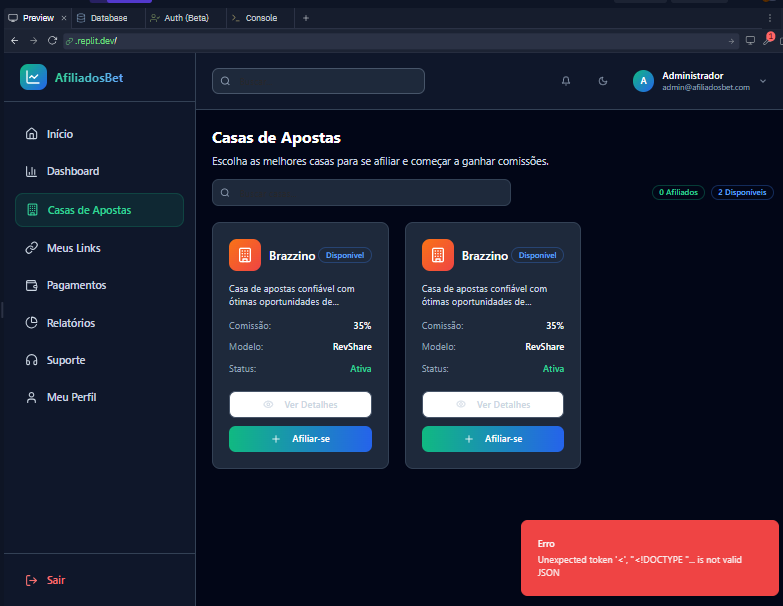 Preview × Database Auth (Beta) Console +
.replit.dev/
1
AfiliadosBet
A Administrador
admin@afiliadosbet.com
Início
Dashboard
Casas de Apostas
Meus Links
Pagamentos
Relatórios
Suporte
Meu Perfil
Sair
Casas de Apostas
Escolha as melhores casas para se afiliar e começar a ganhar comissões.
0 Afiliados 2 Disponíveis
Brazzino Disponível
Casa de apostas confiável com
ótimas oportunidades de...
Comissão: 35%
Modelo: RevShare
Status: Ativa
Ver Detalhes
+ Afiliar-se
Brazzino Disponível
Casa de apostas confiável com
ótimas oportunidades de...
Comissão: 35%
Modelo: RevShare
Status: Ativa
Ver Detalhes
+ Afiliar-se
Erro
Unexpected token '<', "<!DOCTYPE "... is not valid
JSON